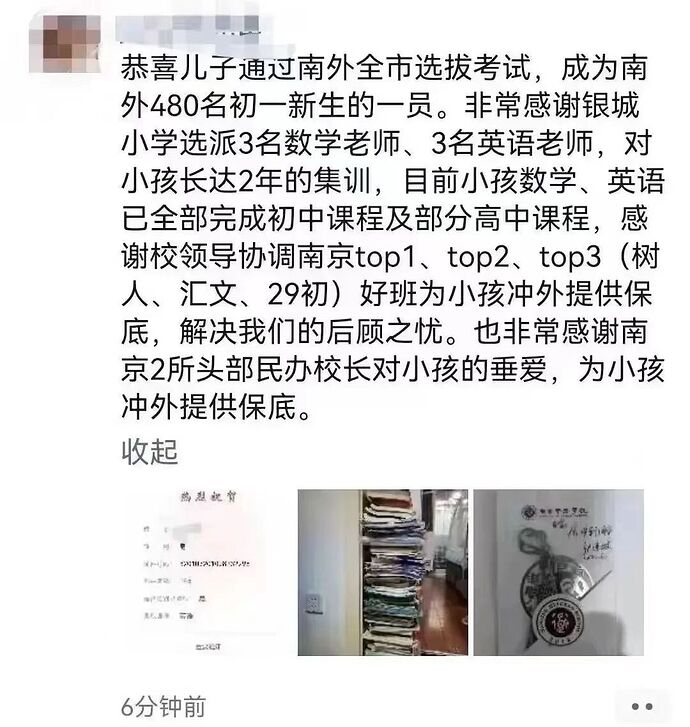 恭喜儿子通过南外全市选拔考试，成为南
外480名初一新生的一员。非常感谢银城
小学选派3名数学老师、3名英语老师，对
小孩长达2年的集训，目前小孩数学、英语
已全部完成初中课程及部分高中课程，感
谢校领导协调南京top1、top2、top3（树
人、汇文、29初）好班为小孩冲外提供保
底，解决我们的后顾之忧。也非常感谢南
京2所头部民办校长对小孩的垂爱，为小孩
冲外提供保底。
收起
热烈祝贺
6分钟前